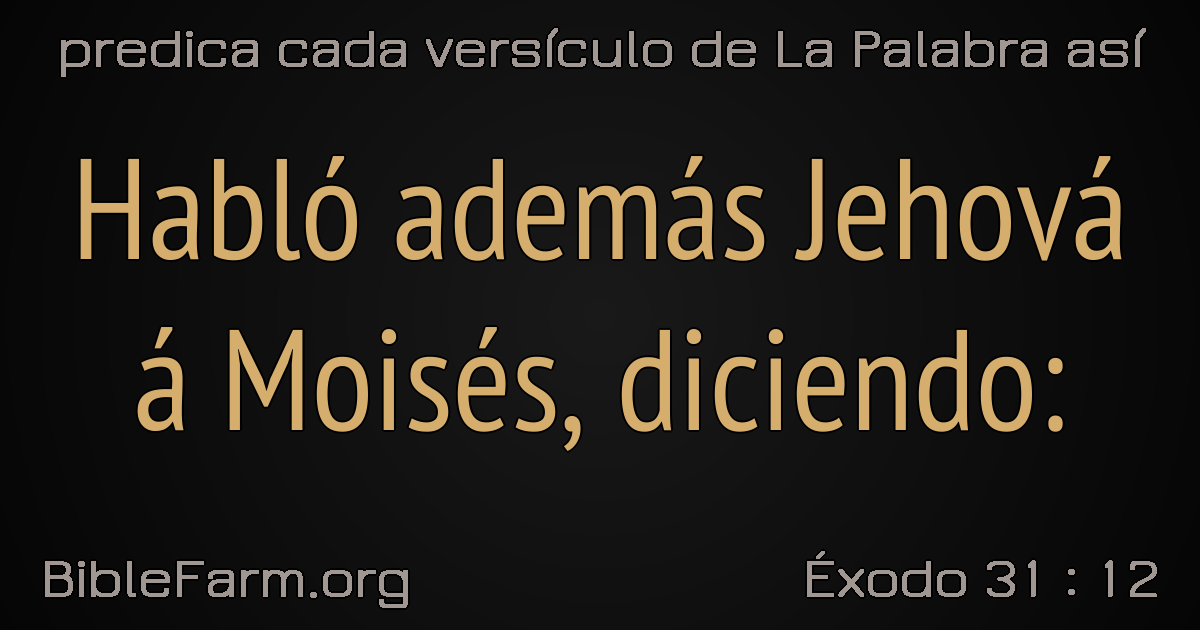 predica cada versículo de La Palabra así
Habló además Jehová
á Moisés, diciendo:
BibleFarm.org
Éxodo 31 : 12